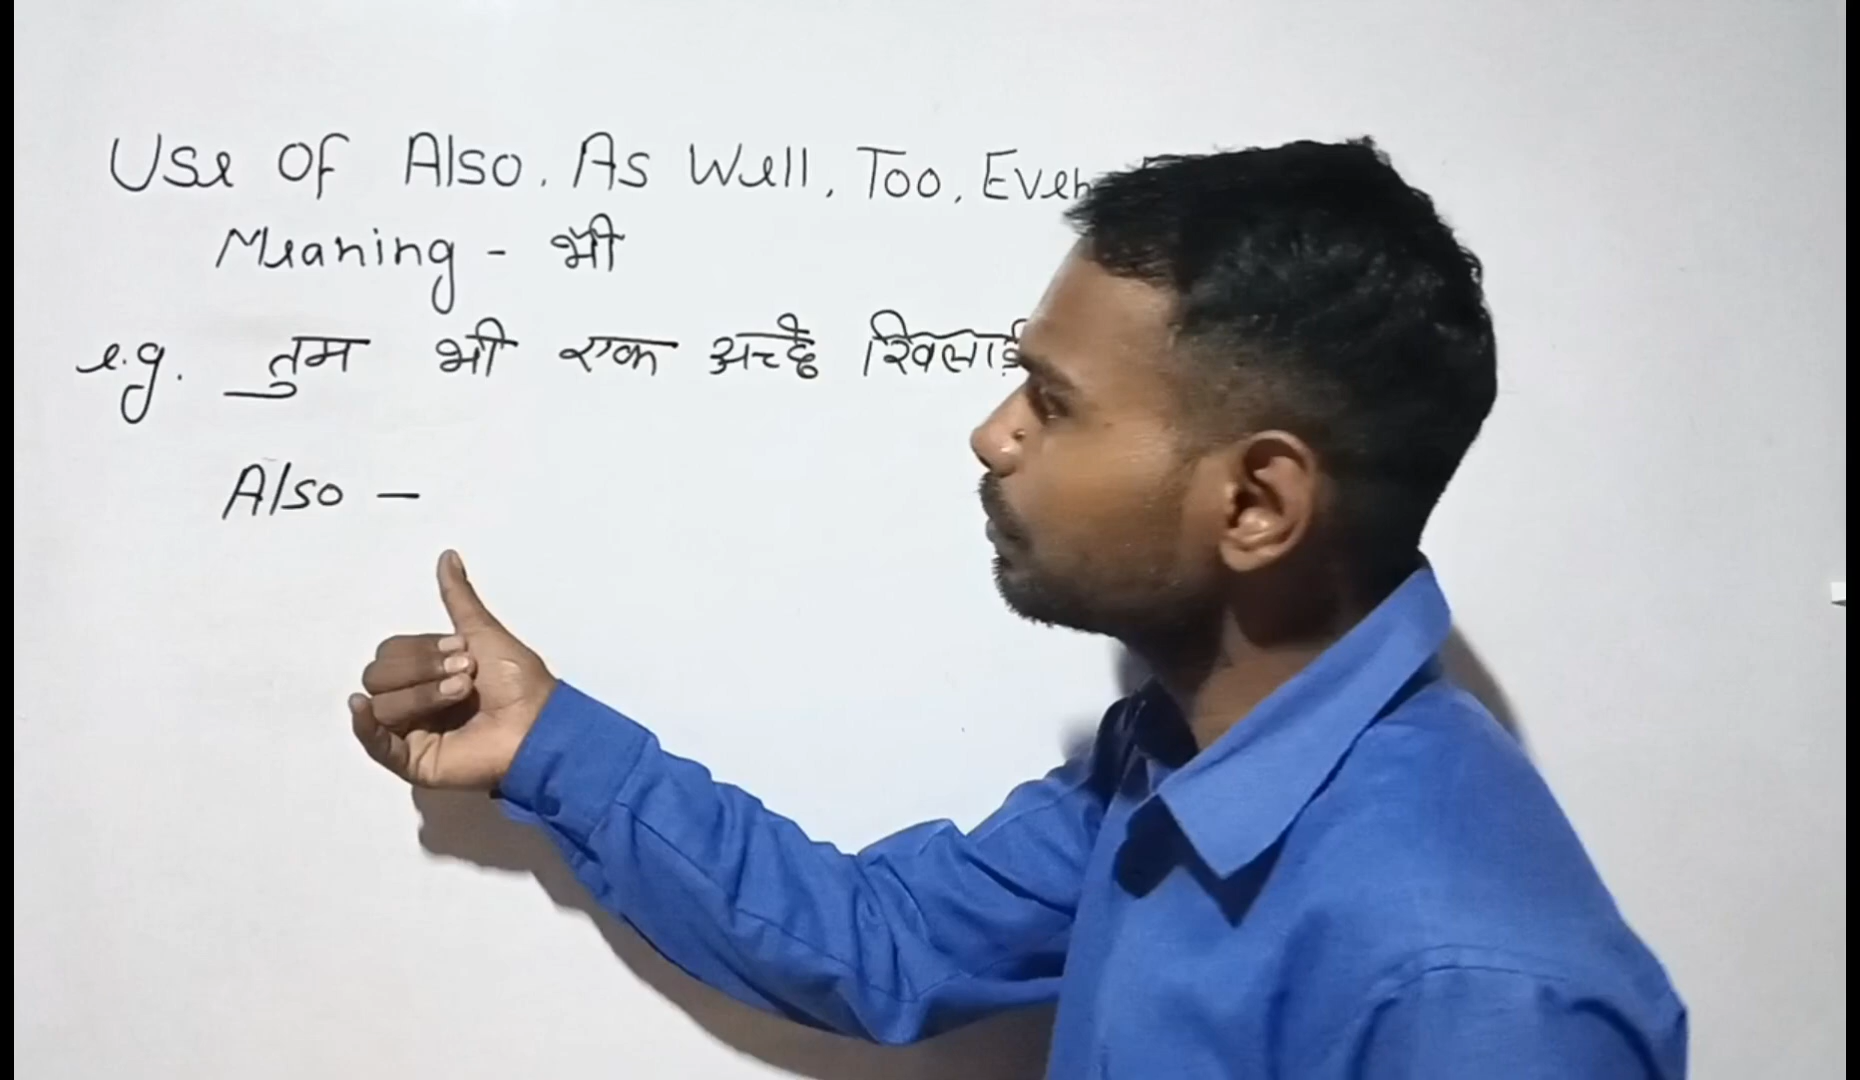 Use Of Also, As Well, Too, Even
Meaning - भी
e.g. तुम भी एक अच्छे
Also -